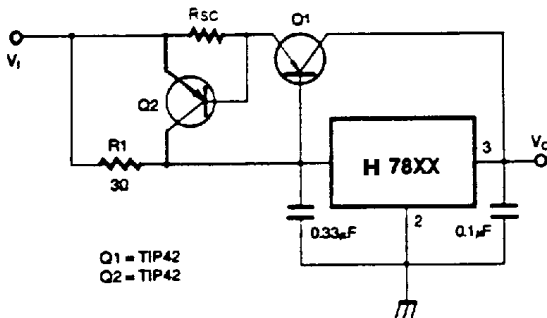 Rsc
Q1
VI
Q2
R1
3Ω
H 78XX
3
Vo
2
0.33μF
0.1μF
Q1 = TIP42
Q2 = TIP42